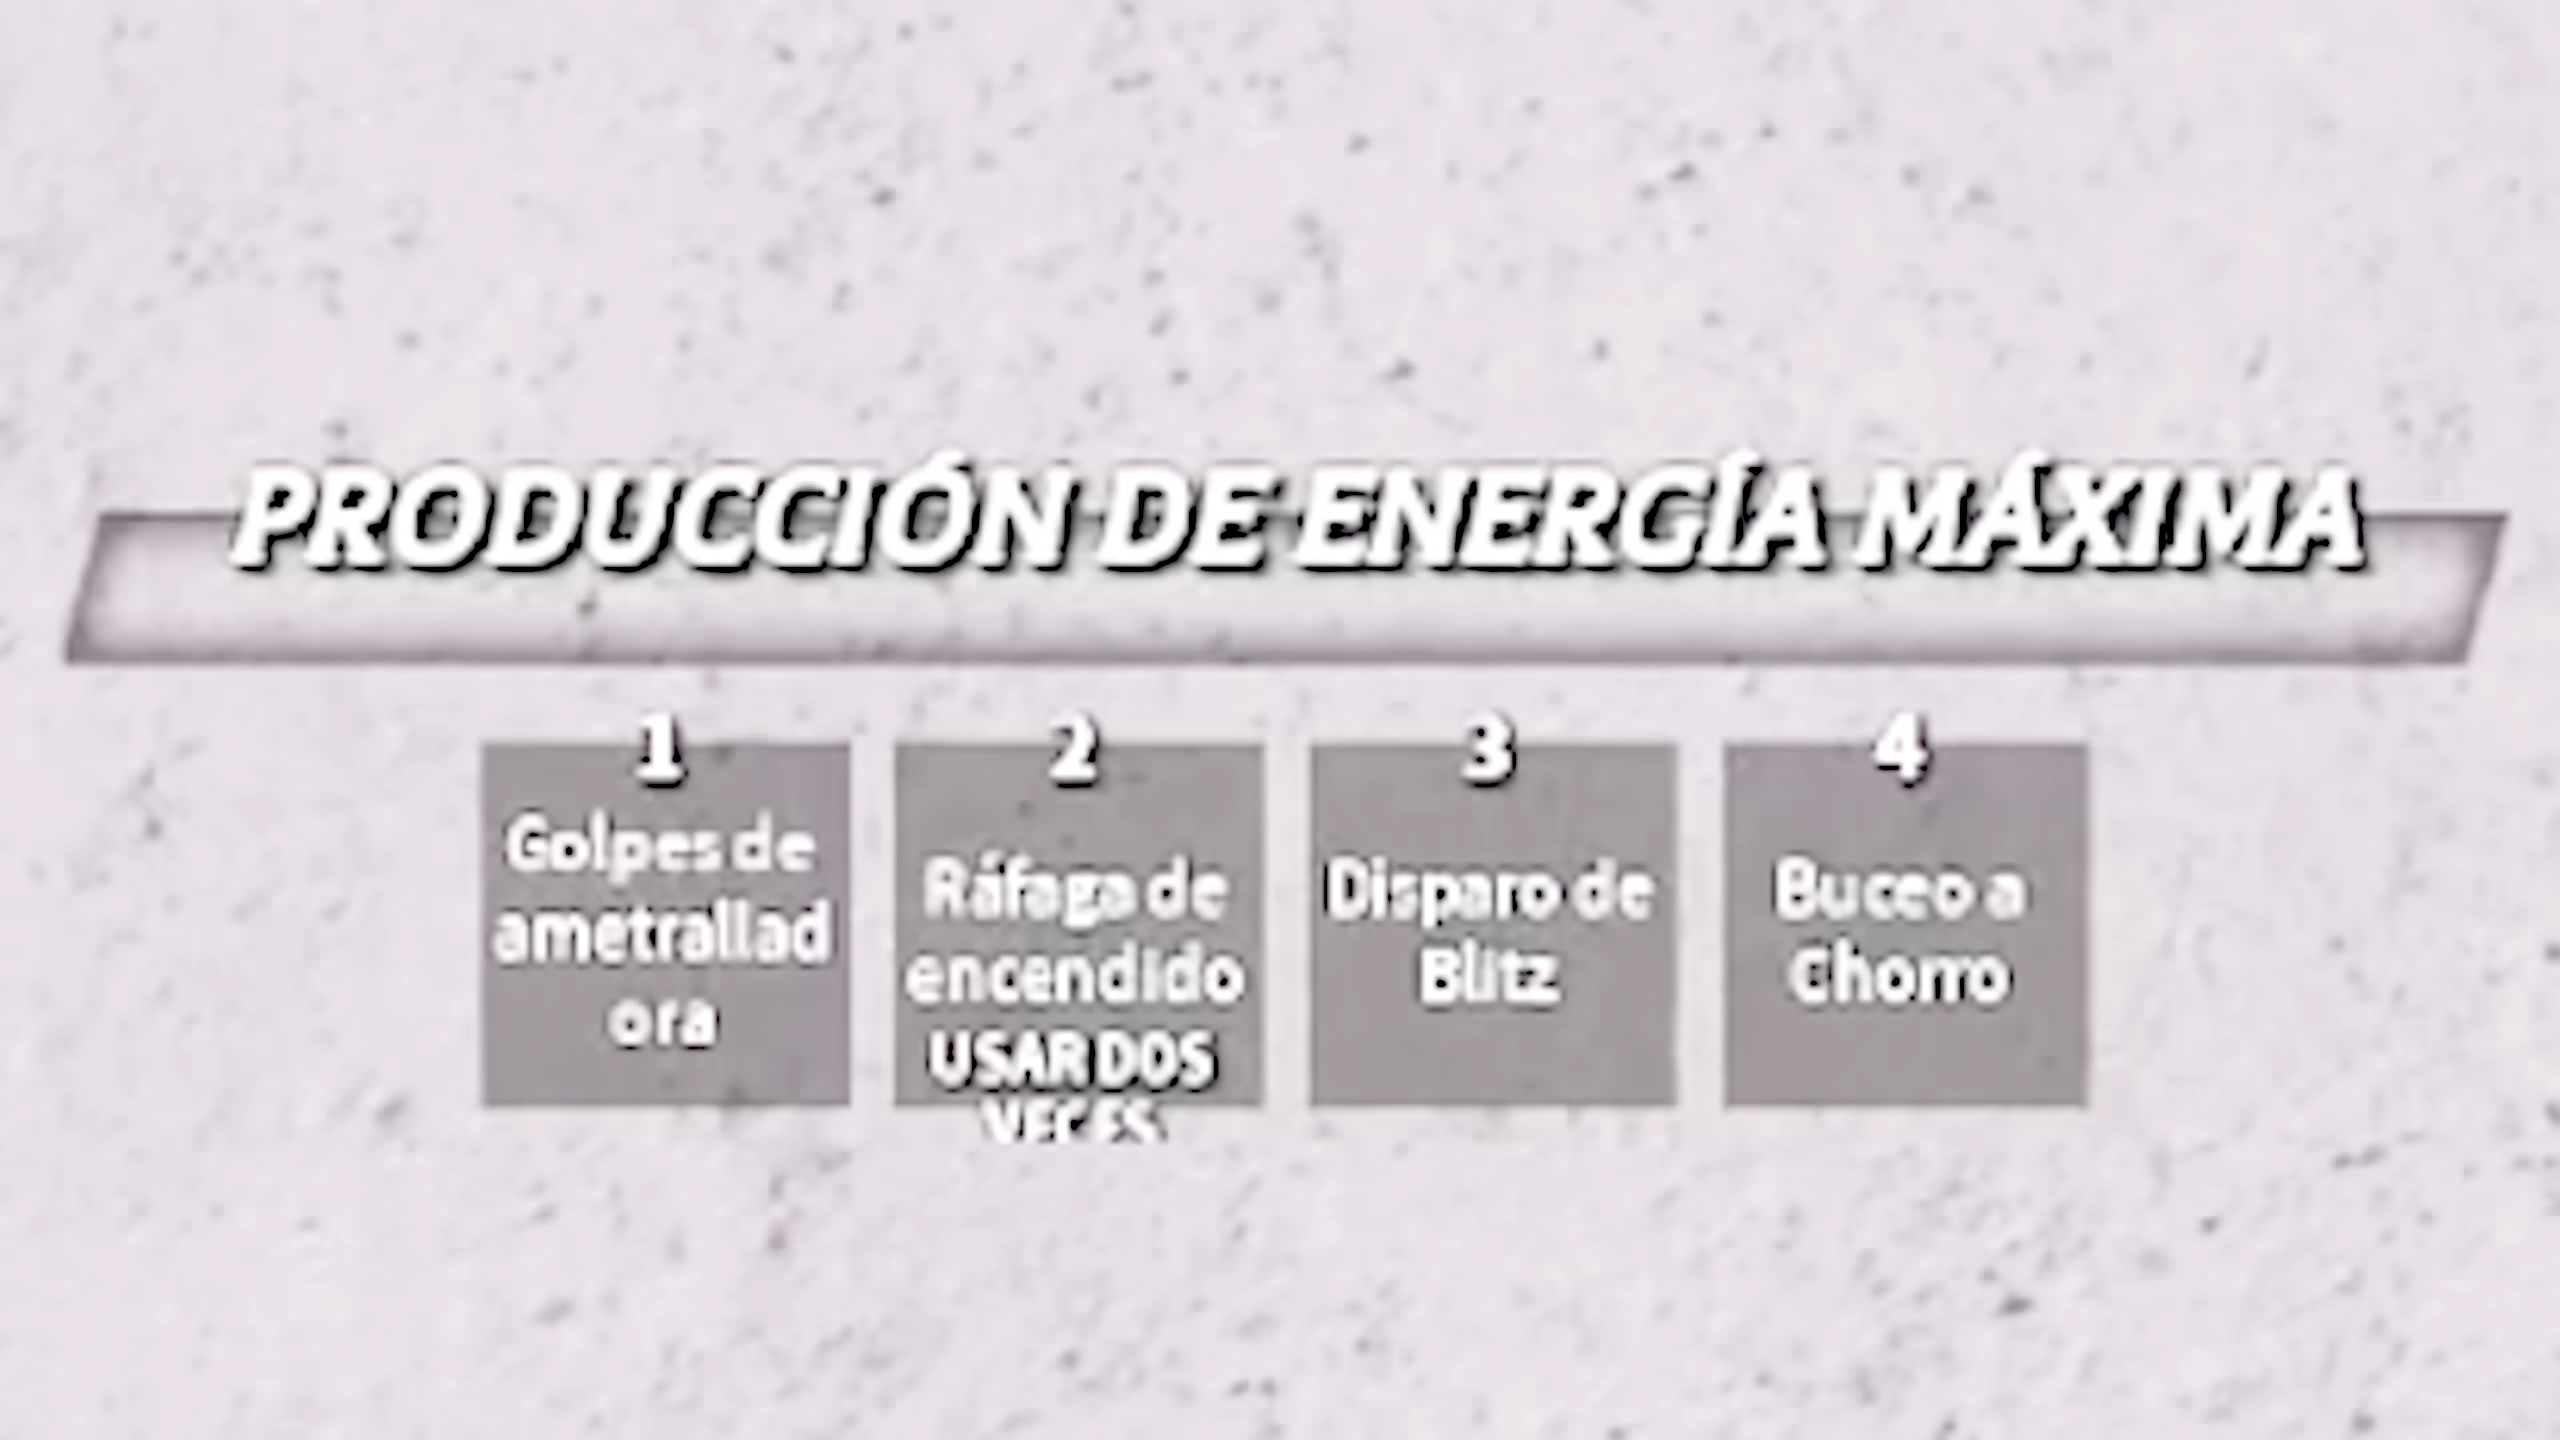 PRODUCCIÓN DE ENERGÍA MÁXIMA
1
Golpes de
ametrallad
ora
2
Ráfaga de
encendido
USAR DOS
VECES
3
Disparo de
Blitz
4
Buceo a
Chorro